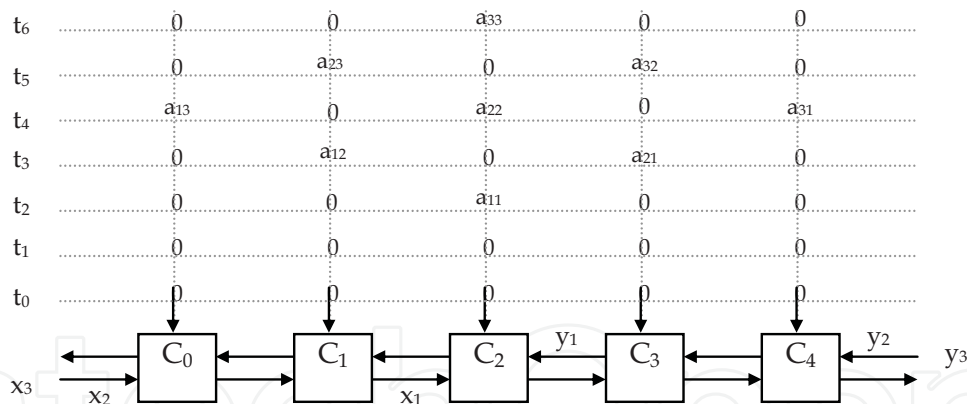 t₆ 0 0 a₃₃ 0 0
t₅ 0 a₂₃ 0 a₃₂ 0
t₄ a₁₃ 0 a₂₂ 0 a₃₁
t₃ 0 a₁₂ 0 a₂₁ 0
t₂ 0 0 a₁₁ 0 0
t₁ 0 0 0 0 0
t₀ 0 0 0 0 0
C₀ C₁ C₂ y₁ C₃ C₄ y₂ y₃
x₃ x₂ x₁